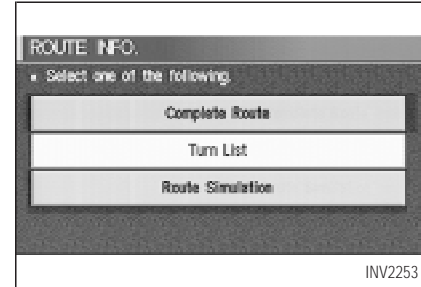 ROUTE INFO.
• Select one of the following.
Complete Route
Turn List
Route Simulation
INV2253